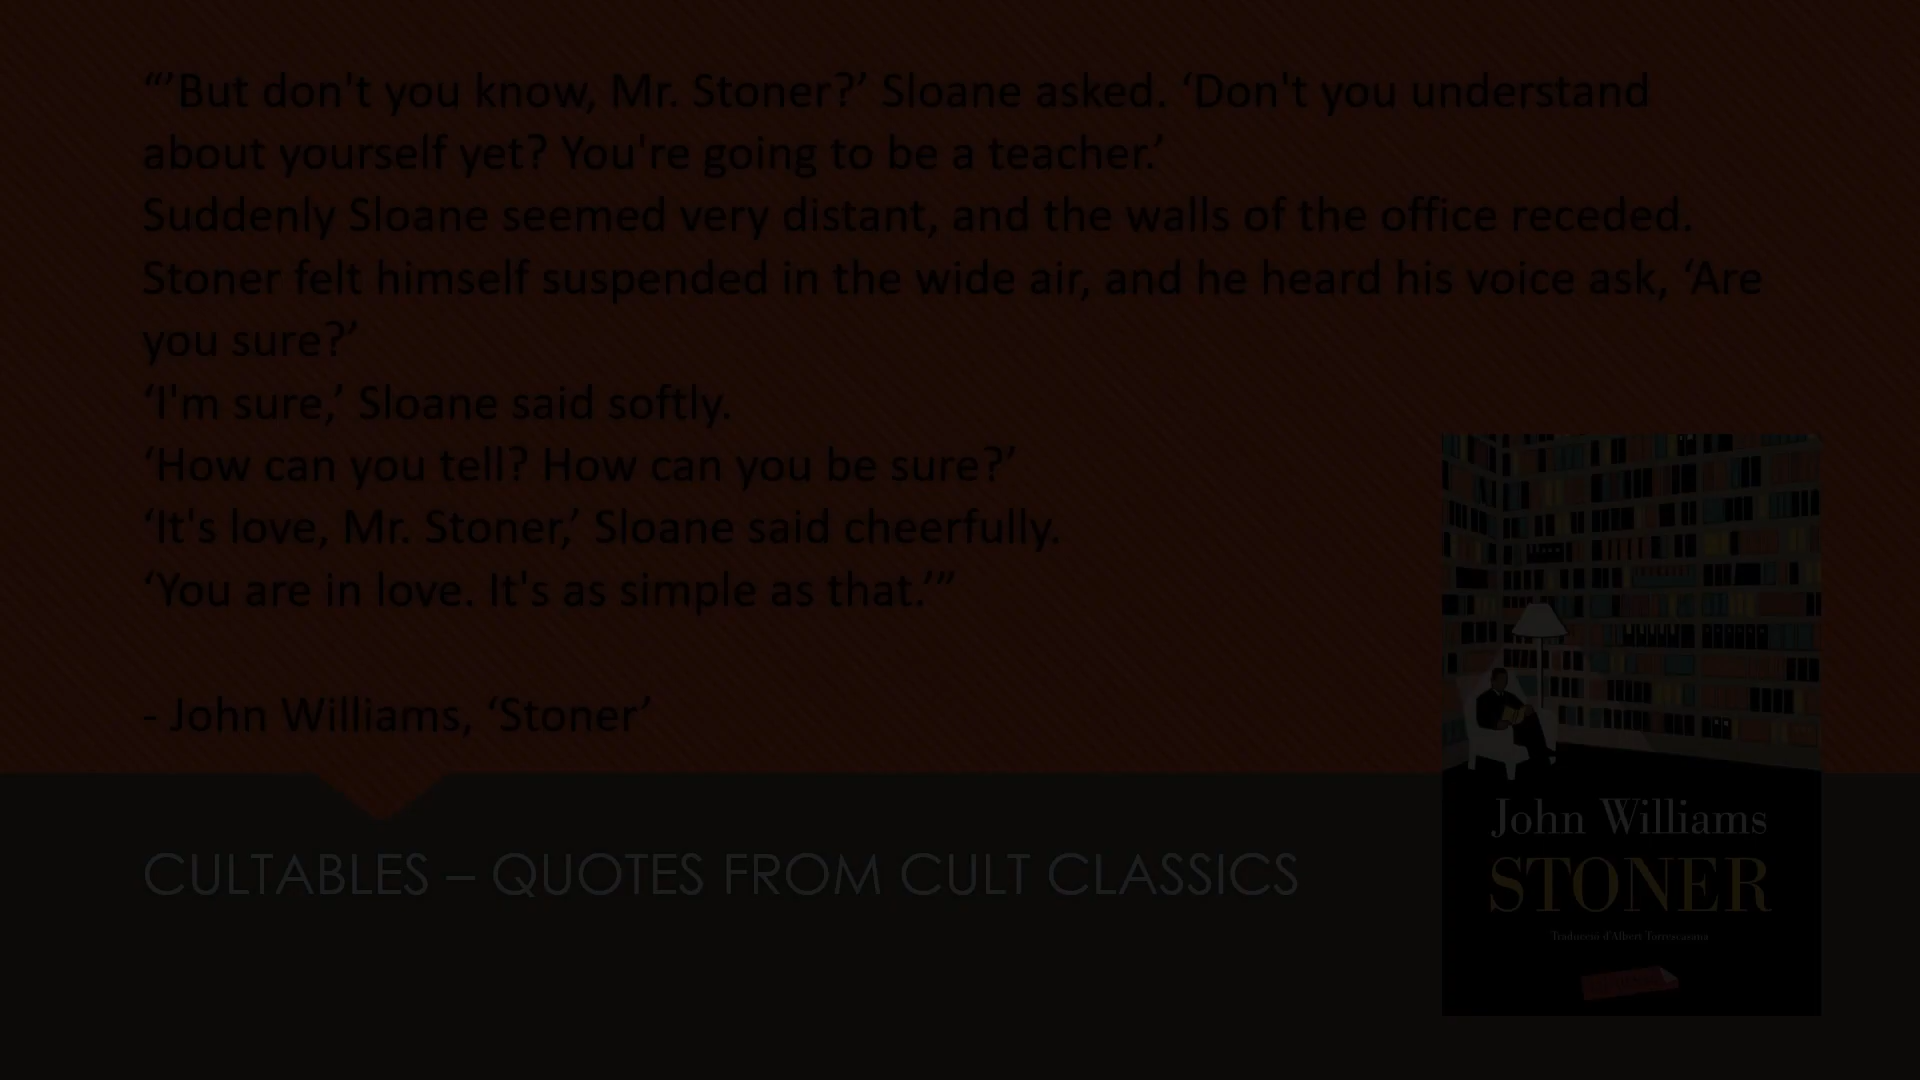 “’But don't you know, Mr. Stoner?’ Sloane asked. ‘Don't you understand
about yourself yet? You're going to be a teacher.’
Suddenly Sloane seemed very distant, and the walls of the office receded.
Stoner felt himself suspended in the wide air, and he heard his voice ask, ‘Are
you sure?’
‘I'm sure,’ Sloane said softly.
‘How can you tell? How can you be sure?’
‘It's love, Mr. Stoner,’ Sloane said cheerfully.
‘You are in love. It's as simple as that.’”
- John Williams, ‘Stoner’
CULTABLES – QUOTES FROM CULT CLASSICS
John Williams
STONER
Traducció d'Albert Torrescasana